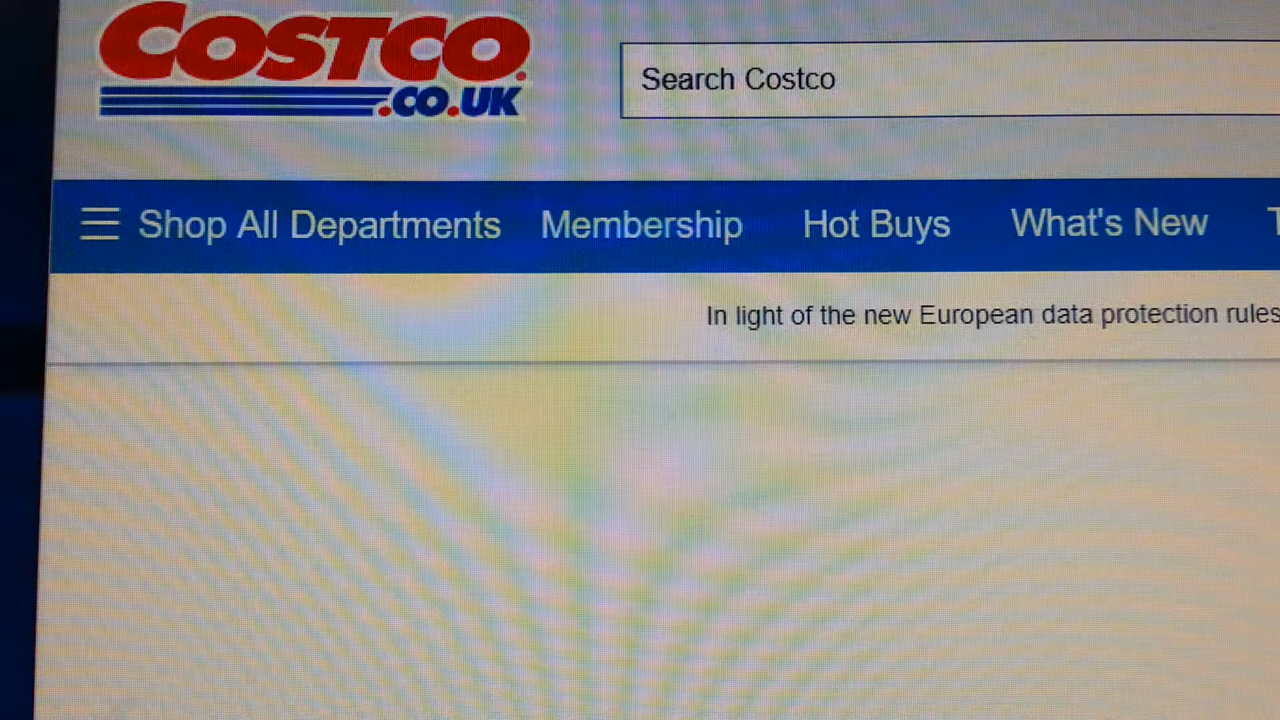 COSTCO
.CO.UK
Search Costco
Shop All Departments Membership Hot Buys What's New
In light of the new European data protection rules